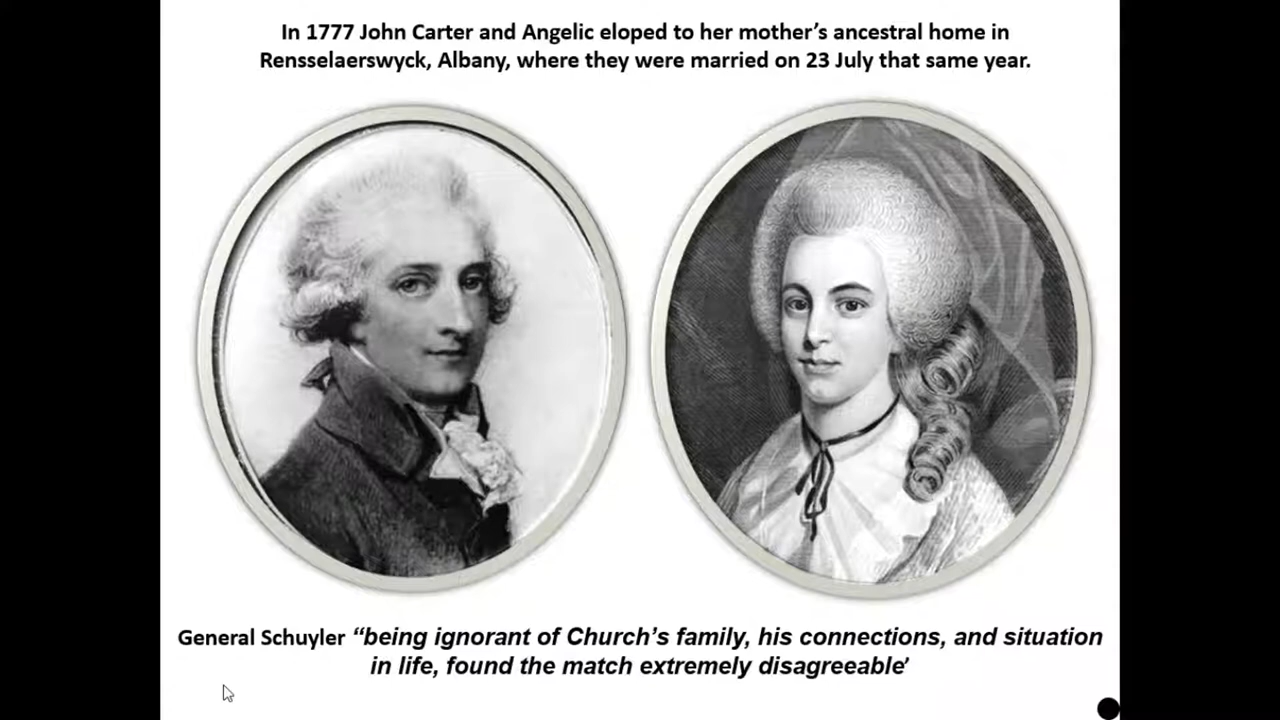 In 1777 John Carter and Angelic eloped to her mother’s ancestral home in
Rensselaerswyck, Albany, where they were married on 23 July that same year.
General Schuyler “being ignorant of Church’s family, his connections, and situation
in life, found the match extremely disagreeable’